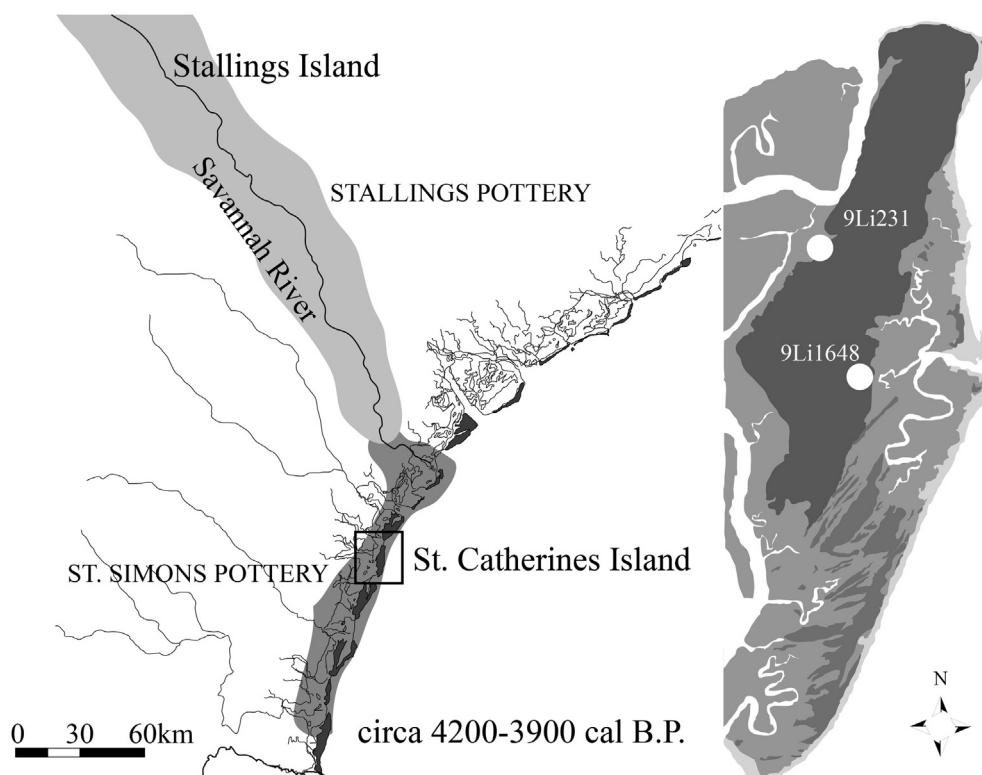 Stallings Island
Savannah River
STALLINGS POTTERY
ST. SIMONS POTTERY
St. Catherines Island
0 30 60km
circa 4200-3900 cal B.P.
9Li231
9Li1648
N